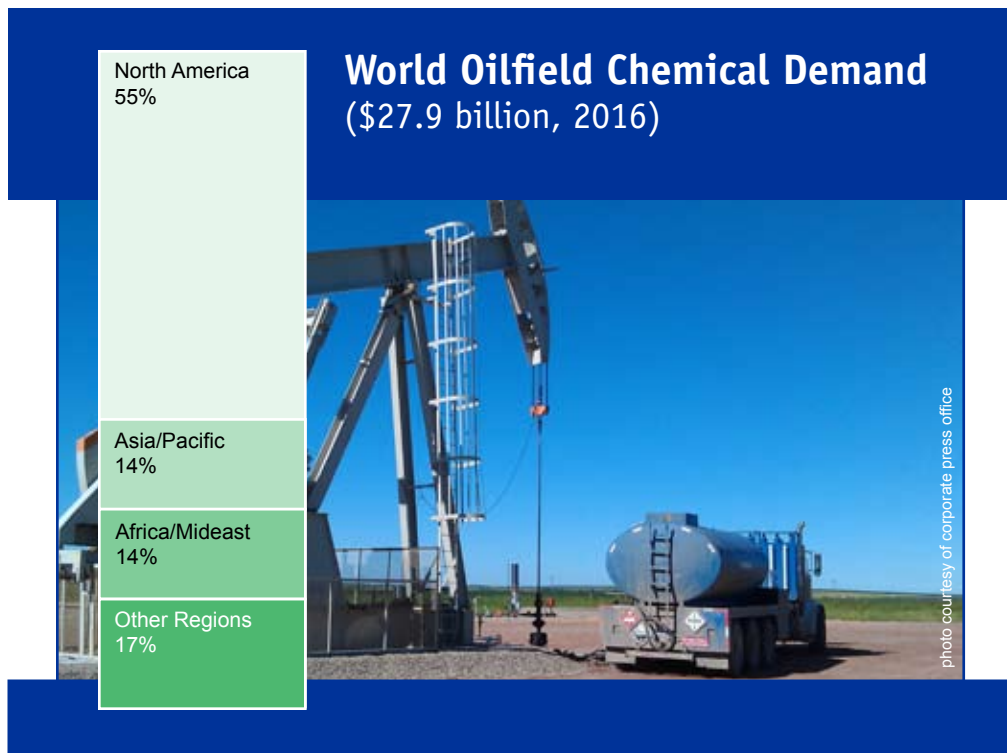 World Oilfield Chemical Demand
($27.9 billion, 2016)
North America
55%
Asia/Pacific
14%
Africa/Mideast
14%
Other Regions
17%
photo courtesy of corporate press office